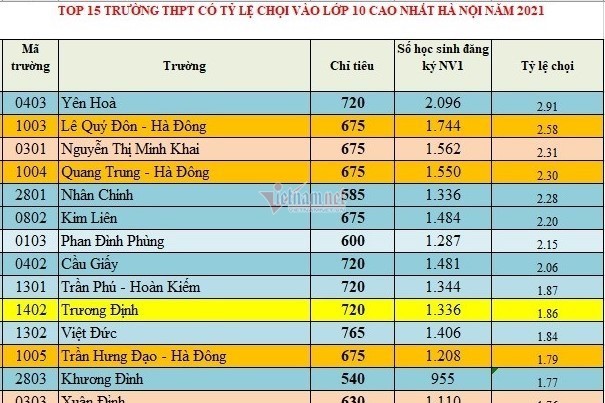 TOP 15 TRƯỜNG THPT CÓ TỶ LỆ CHỌI VÀO LỚP 10 CAO NHẤT HÀ NỘI NĂM 2021
Mã trường Trường Chỉ tiêu Số học sinh đăng ký NV1 Tỷ lệ chọi
0403 Yên Hoà 720 2.096 2.91
1003 Lê Quý Đôn - Hà Đông 675 1.744 2.58
0301 Nguyễn Thị Minh Khai 675 1.562 2.31
1004 Quang Trung - Hà Đông 675 1.550 2.30
2801 Nhân Chính 585 1.336 2.28
Vietnam.net
0802 Kim Liên 675 1.484 2.20
0103 Phan Đình Phùng 600 1.287 2.15
0402 Cầu Giấy 720 1.481 2.06
1301 Trần Phú - Hoàn Kiếm 720 1.344 1.87
1402 Trương Định 720 1.336 1.86
1302 Việt Đức 765 1.406 1.84
1005 Trần Hưng Đạo - Hà Đông 675 1.208 1.79
2803 Khương Đình 540 955 1.77
0303 Xuân Đỉnh 630 1.110 1.76